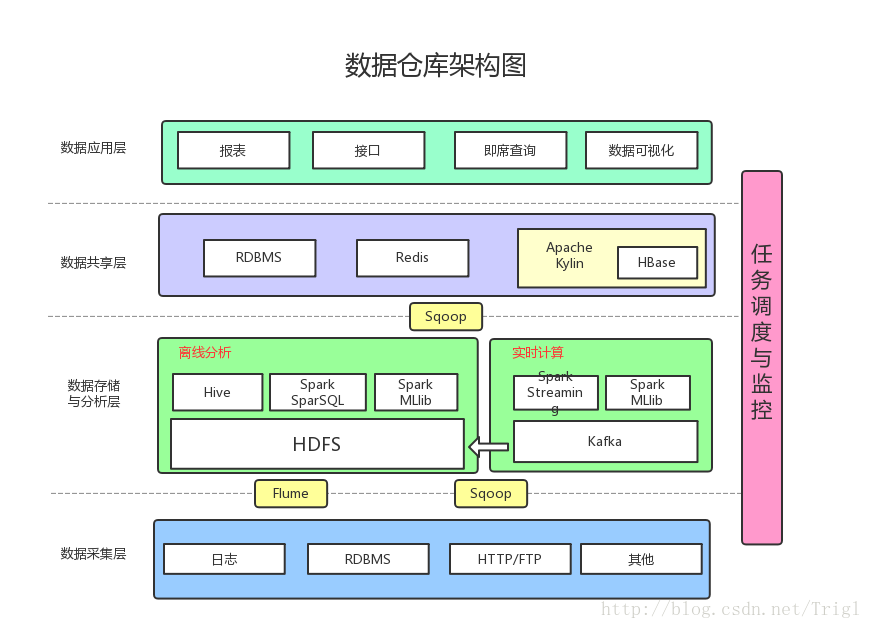 数据仓库架构图
数据应用层
报表
接口
即席查询
数据可视化
数据共享层
RDBMS
Redis
Apache
Kylin
HBase
Sqoop
数据存储
与分析层
离线分析
Hive
Spark
SparSQL
Spark
MLlib
HDFS
实时计算
Spark
Streamin
g
Spark
MLlib
Kafka
Flume
Sqoop
数据采集层
日志
RDBMS
HTTP/FTP
其他
任务调度与监控
http://blog.csdn.net/Trigl